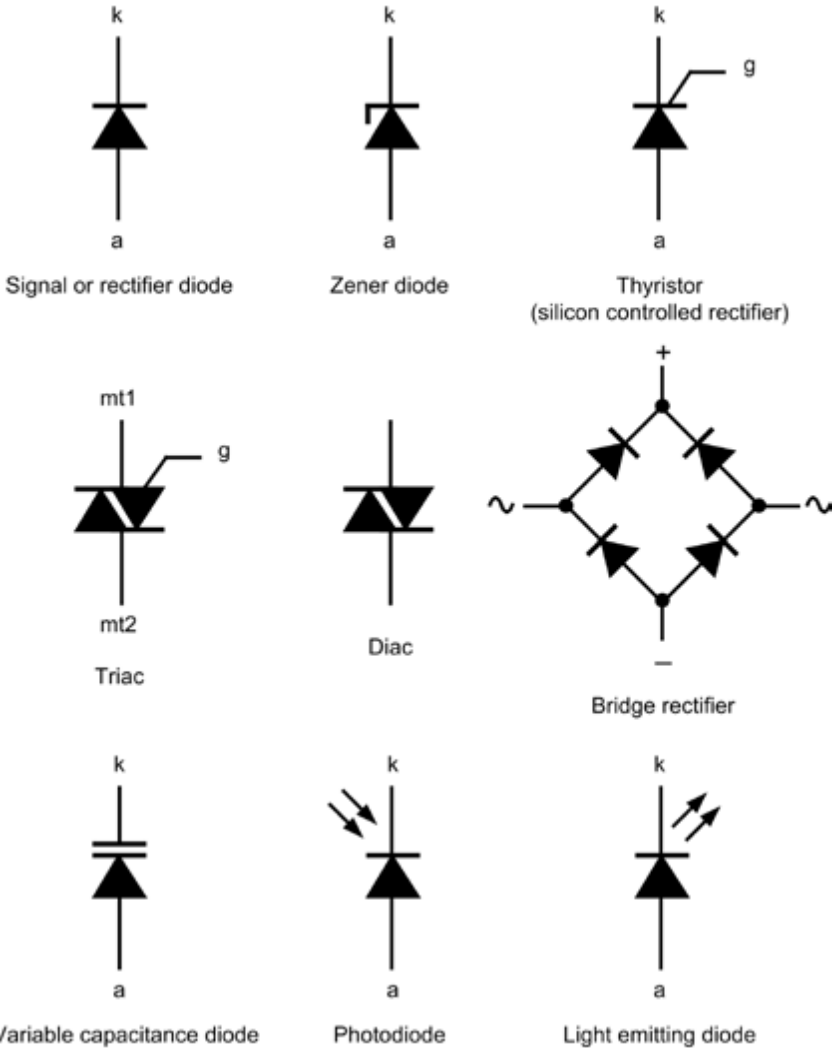 k k k
g
a a a
Signal or rectifier diode Zener diode Thyristor
(silicon controlled rectifier)
+
mt1
g
∿ ∿
mt2
Diac
Triac
–
Bridge rectifier
k k k
a a a
Variable capacitance diode Photodiode Light emitting diode